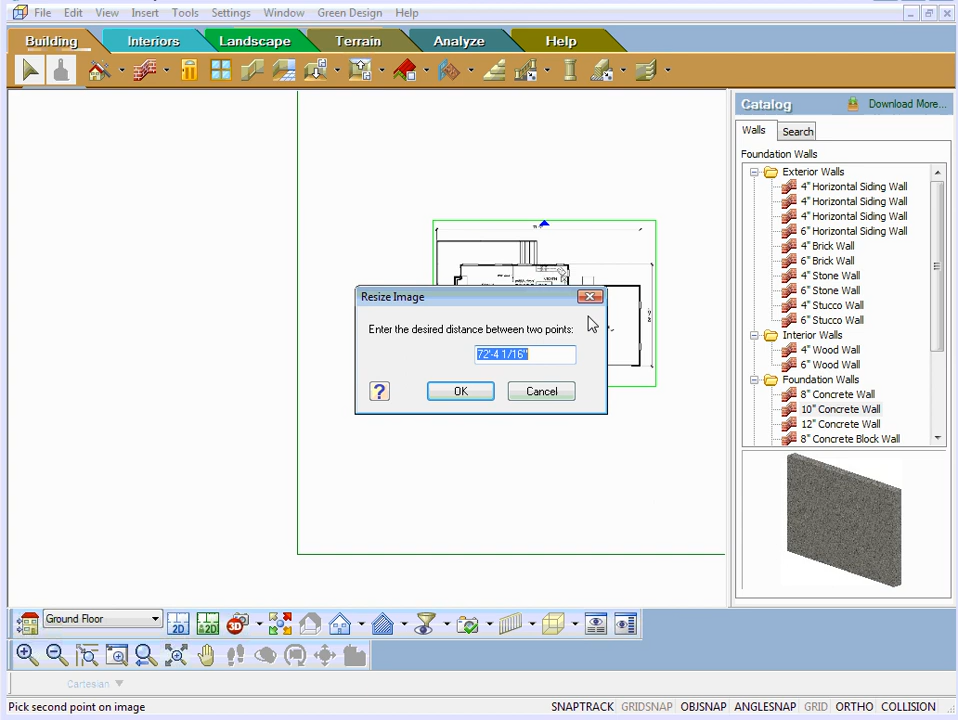 File Edit View Insert Tools Settings Window Green Design Help
Building Interiors Landscape Terrain Analyze Help
Catalog Download More...
Walls Search
Foundation Walls
Exterior Walls
4" Horizontal Siding Wall
4" Horizontal Siding Wall
4" Horizontal Siding Wall
6" Horizontal Siding Wall
4" Brick Wall
6" Brick Wall
4" Stone Wall
6" Stone Wall
4" Stucco Wall
6" Stucco Wall
Interior Walls
4" Wood Wall
6" Wood Wall
Foundation Walls
8" Concrete Wall
10" Concrete Wall
12" Concrete Wall
8" Concrete Block Wall
Resize Image
Enter the desired distance between two points:
72'-4 1/16"
OK Cancel
Ground Floor
2D 2D 3D
Cartesian
Pick second point on image SNAPTRACK GRIDSNAP OBJSNAP ANGLESNAP GRID ORTHO COLLISION